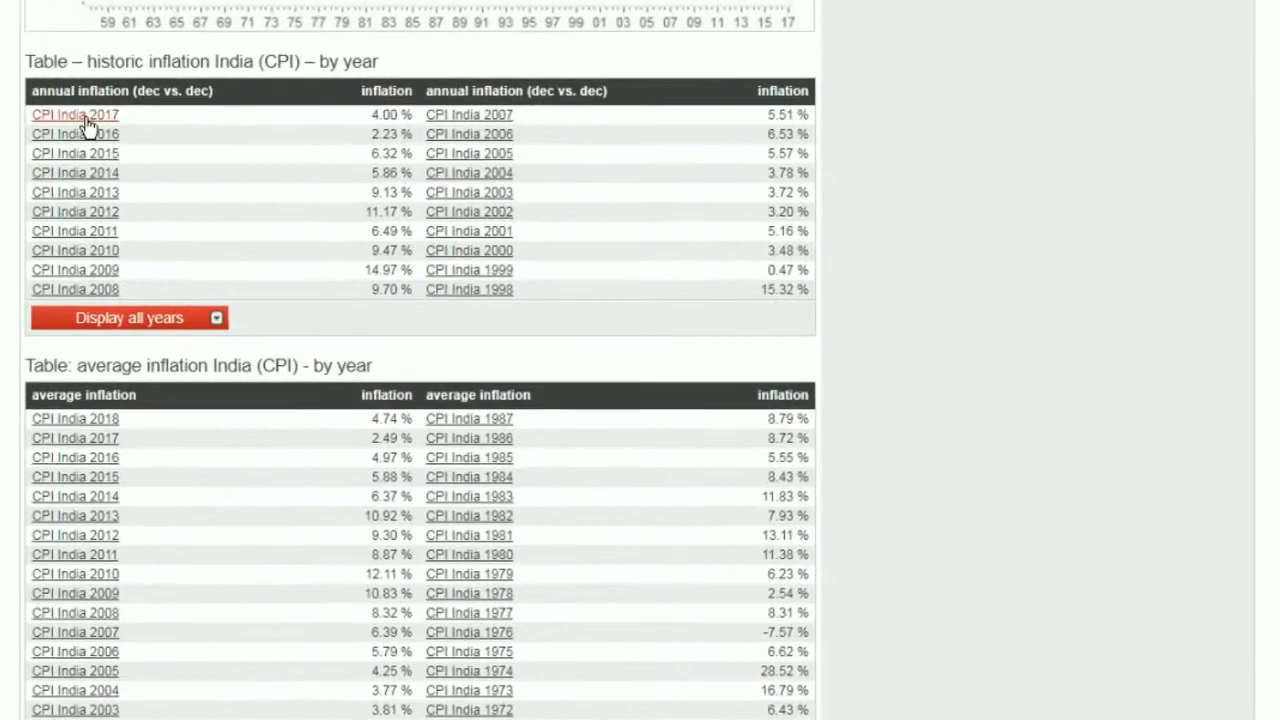 59 61 63 65 67 69 71 73 75 77 79 81 83 85 87 89 91 93 95 97 99 01 03 05 07 09 11 13 15 17
Table – historic inflation India (CPI) – by year
annual inflation (dec vs. dec) inflation annual inflation (dec vs. dec) inflation
CPI India 2017 4.00 % CPI India 2007 5.51 %
CPI India 2016 2.23 % CPI India 2006 6.53 %
CPI India 2015 6.32 % CPI India 2005 5.57 %
CPI India 2014 5.86 % CPI India 2004 3.78 %
CPI India 2013 9.13 % CPI India 2003 3.72 %
CPI India 2012 11.17 % CPI India 2002 3.20 %
CPI India 2011 6.49 % CPI India 2001 5.16 %
CPI India 2010 9.47 % CPI India 2000 3.48 %
CPI India 2009 14.97 % CPI India 1999 0.47 %
CPI India 2008 9.70 % CPI India 1998 15.32 %
Display all years
Table: average inflation India (CPI) - by year
average inflation inflation average inflation inflation
CPI India 2018 4.74 % CPI India 1987 8.79 %
CPI India 2017 2.49 % CPI India 1986 8.72 %
CPI India 2016 4.97 % CPI India 1985 5.55 %
CPI India 2015 5.88 % CPI India 1984 8.43 %
CPI India 2014 6.37 % CPI India 1983 11.83 %
CPI India 2013 10.92 % CPI India 1982 7.93 %
CPI India 2012 9.30 % CPI India 1981 13.11 %
CPI India 2011 8.87 % CPI India 1980 11.38 %
CPI India 2010 12.11 % CPI India 1979 6.23 %
CPI India 2009 10.83 % CPI India 1978 2.54 %
CPI India 2008 8.32 % CPI India 1977 8.31 %
CPI India 2007 6.39 % CPI India 1976 -7.57 %
CPI India 2006 5.79 % CPI India 1975 6.62 %
CPI India 2005 4.25 % CPI India 1974 28.52 %
CPI India 2004 3.77 % CPI India 1973 16.79 %
CPI India 2003 3.81 % CPI India 1972 6.43 %